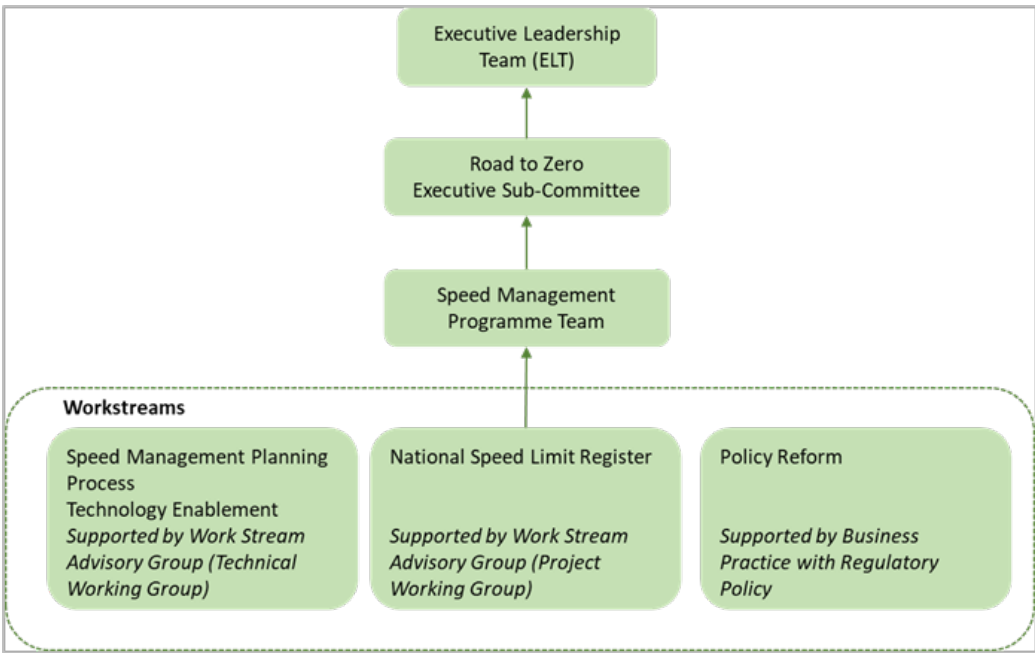 Executive Leadership
Team (ELT)
Road to Zero
Executive Sub-Committee
Speed Management
Programme Team
Workstreams
Speed Management Planning
Process
Technology Enablement
Supported by Work Stream
Advisory Group (Technical
Working Group)
National Speed Limit Register
Supported by Work Stream
Advisory Group (Project
Working Group)
Policy Reform
Supported by Business
Practice with Regulatory
Policy